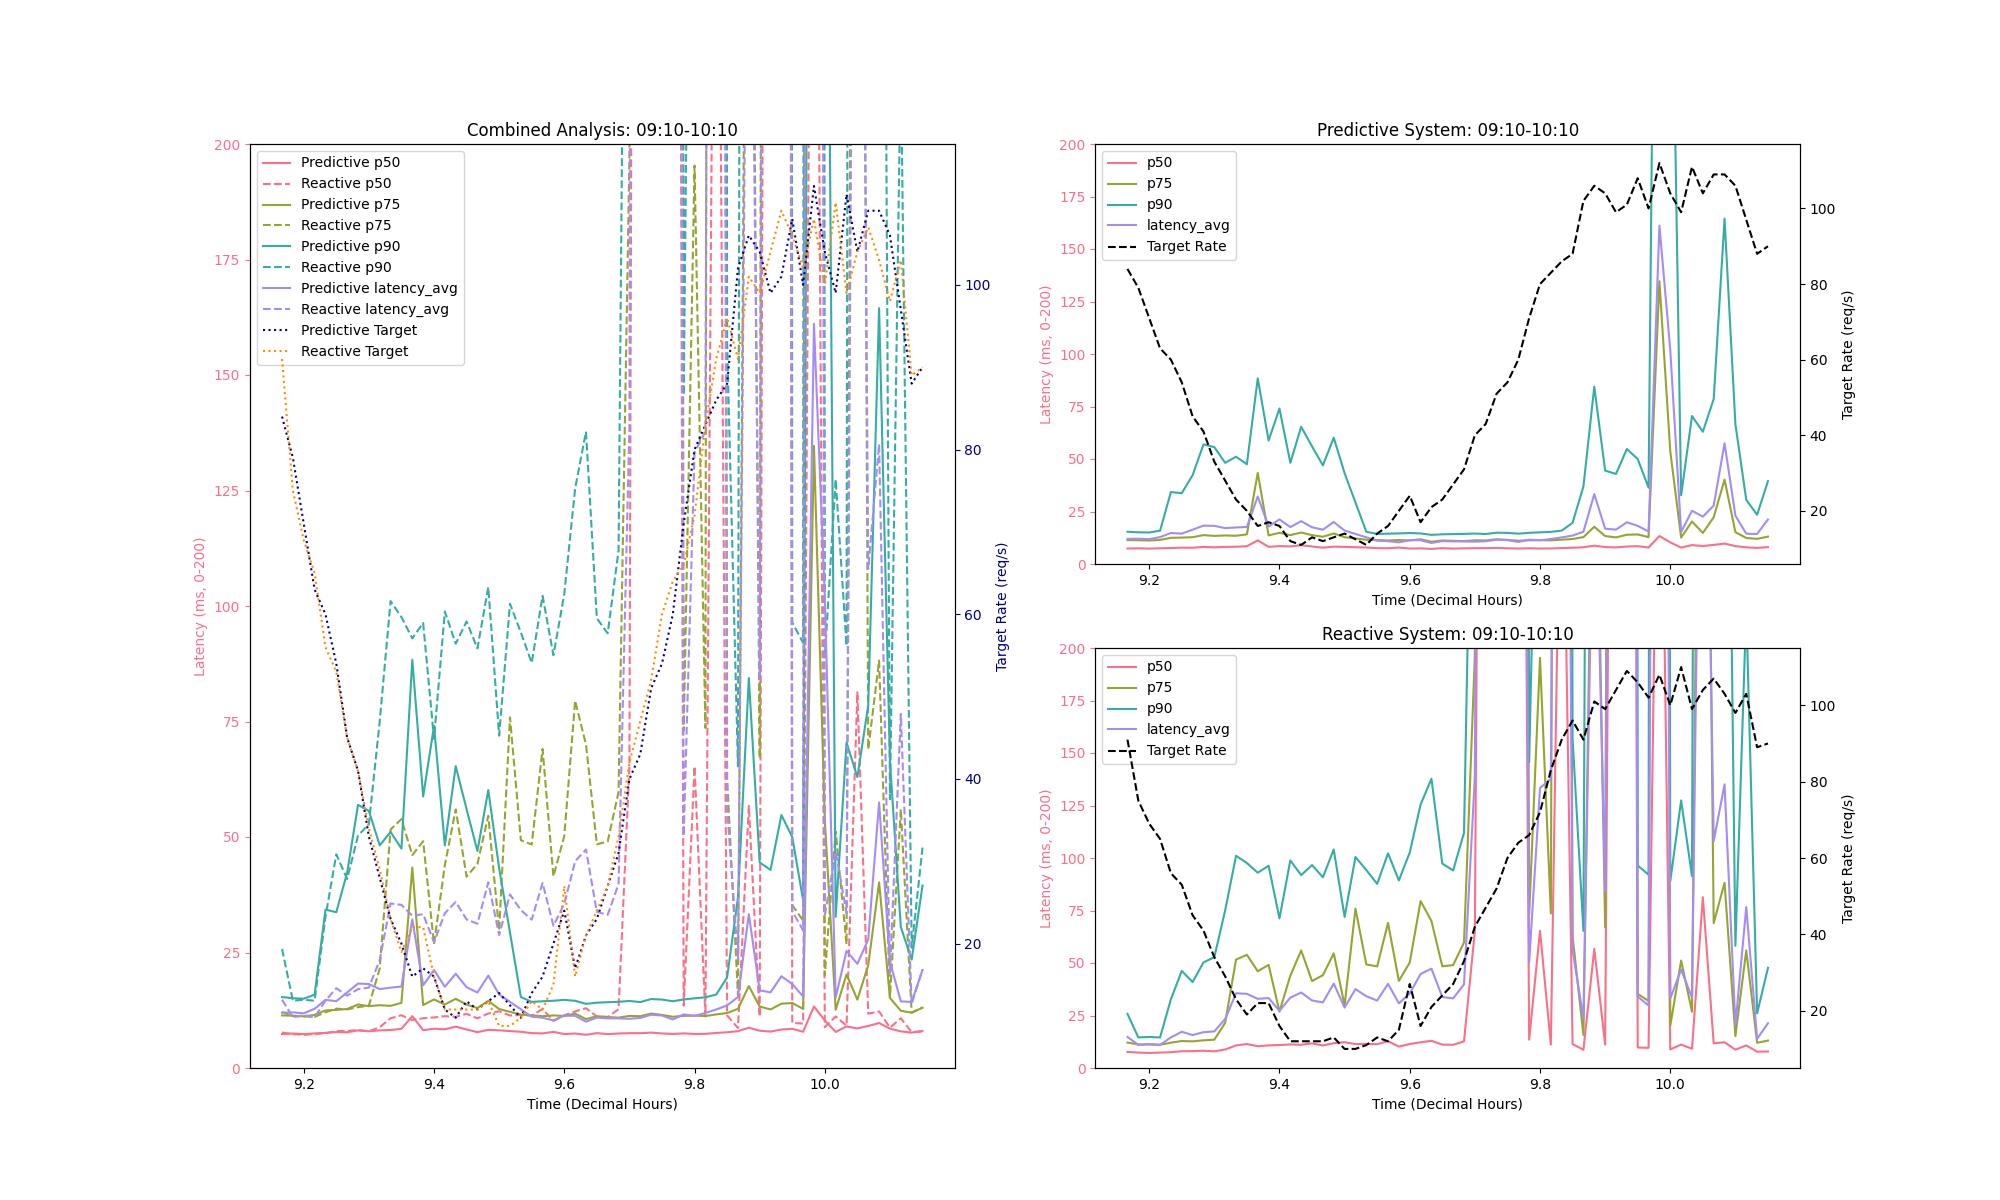 Combined Analysis: 09:10-10:10
200
175
150
125
100
75
50
25
0
Latency (ms, 0-200)
Predictive p50
Reactive p50
Predictive p75
Reactive p75
Predictive p90
Reactive p90
Predictive latency_avg
Reactive latency_avg
Predictive Target
Reactive Target
100
80
60
40
20
Target Rate (req/s)
9.2 9.4 9.6 9.8 10.0
Time (Decimal Hours)
Predictive System: 09:10-10:10
200
175
150
125
100
75
50
25
0
Latency (ms, 0-200)
p50
p75
p90
latency_avg
Target Rate
100
80
60
40
20
Target Rate (req/s)
9.2 9.4 9.6 9.8 10.0
Time (Decimal Hours)
Reactive System: 09:10-10:10
200
175
150
125
100
75
50
25
0
Latency (ms, 0-200)
p50
p75
p90
latency_avg
Target Rate
100
80
60
40
20
Target Rate (req/s)
9.2 9.4 9.6 9.8 10.0
Time (Decimal Hours)